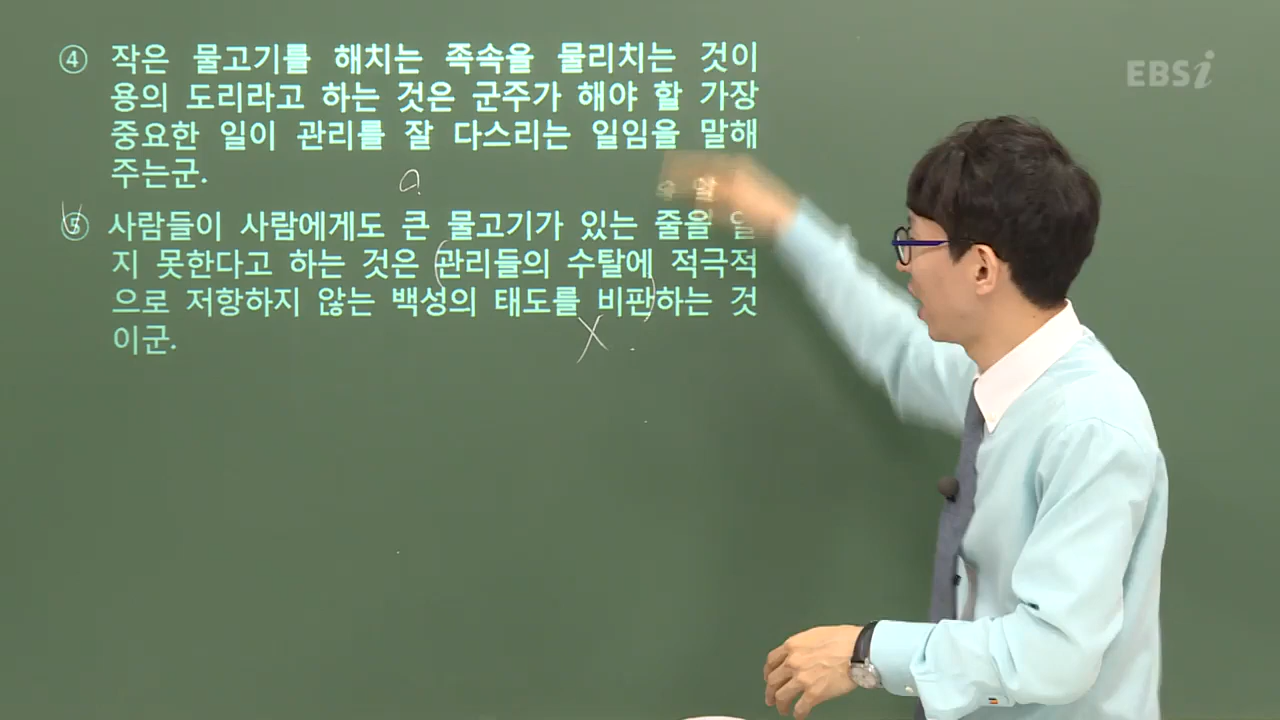 EBSi
④ 작은 물고기를 해치는 족속을 물리치는 것이
용의 도리라고 하는 것은 군주가 해야 할 가장
중요한 일이 관리를 잘 다스리는 일임을 말해
주는군.
⑤ 사람들이 사람에게도 큰 물고기가 있는 줄을
지 못한다고 하는 것은 관리들의 수탈에 적극적
으로 저항하지 않는 백성의 태도를 비판하는 것
이군.